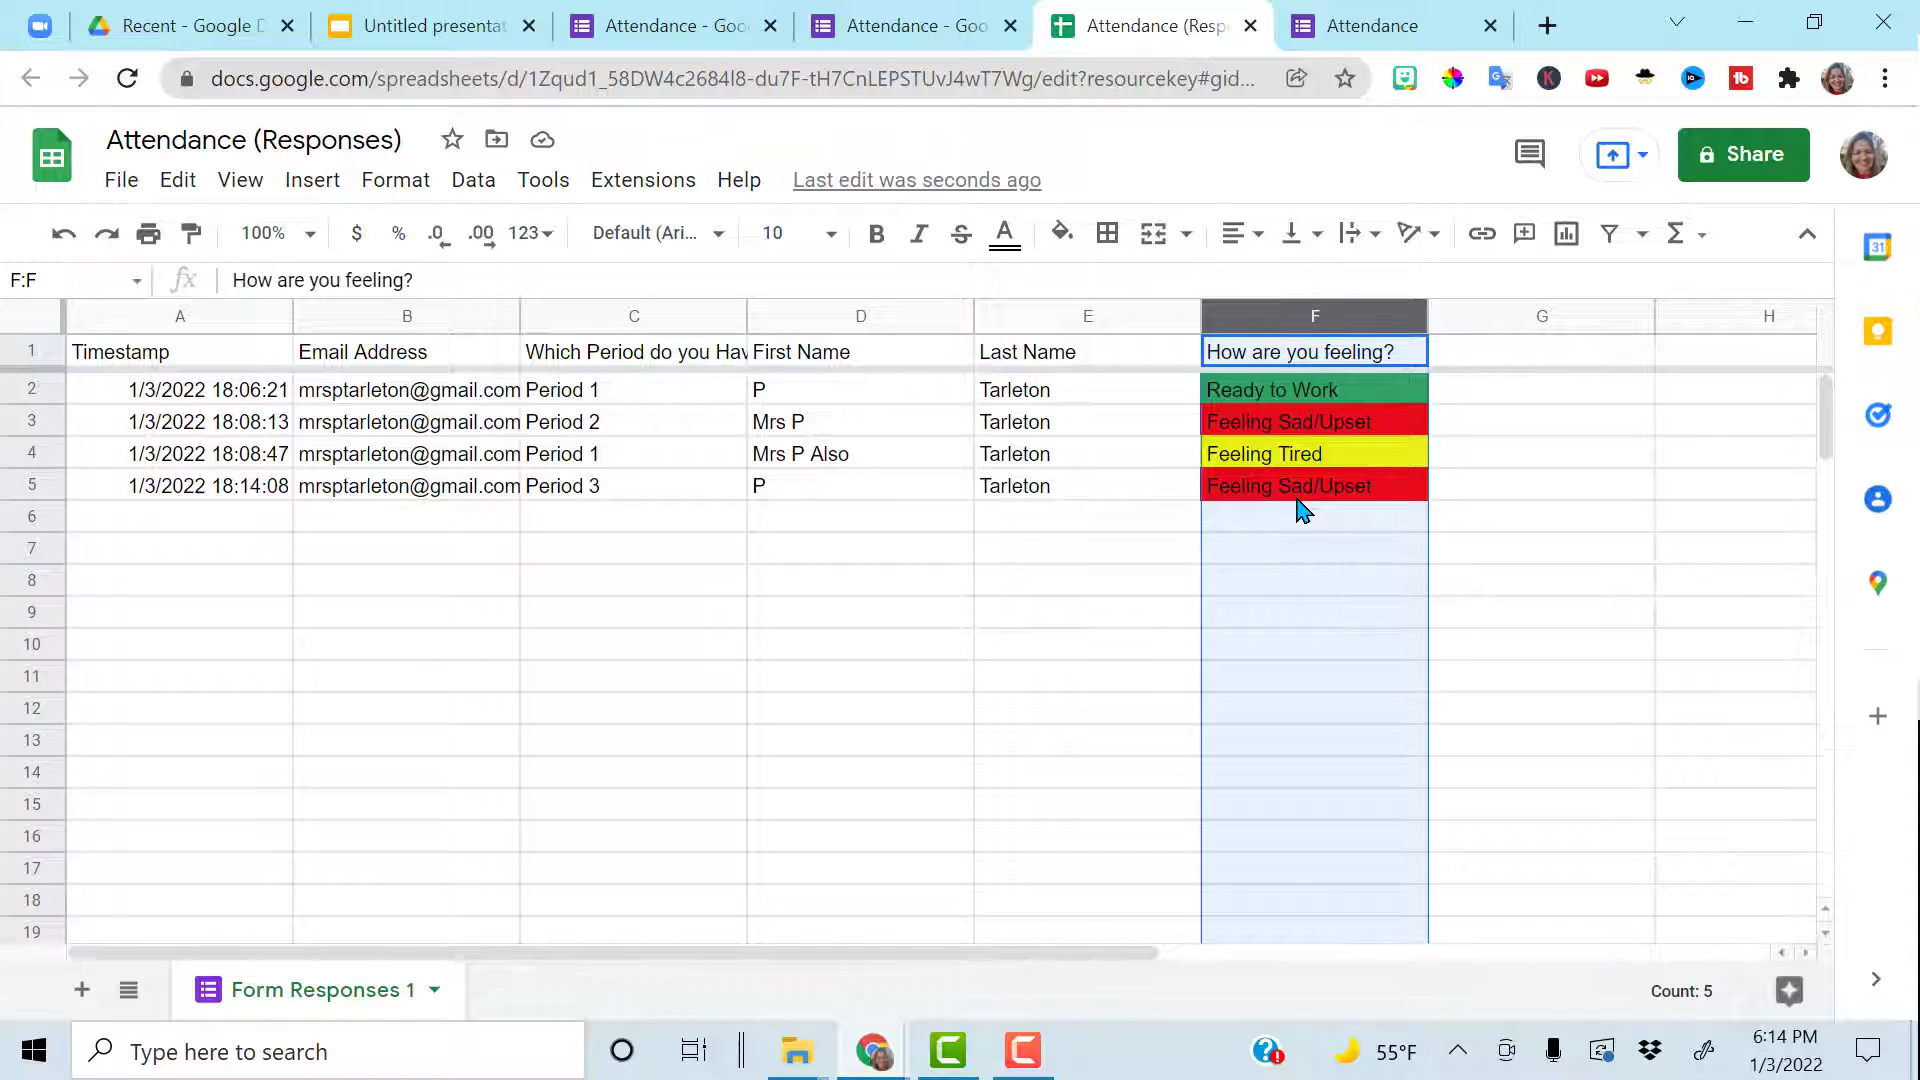 Recent - Google D
Untitled presentat
Attendance - Goo
Attendance - Goo
Attendance (Resp
Attendance
docs.google.com/spreadsheets/d/1Zqud1_58DW4c2684l8-du7F-tH7CnLEPSTUvJ4wT7Wg/edit?resourcekey#gid...
Attendance (Responses)
Share
File Edit View Insert Format Data Tools Extensions Help Last edit was seconds ago
100% $ % .0 .00 123 Default (Ari... 10 B I S A
F:F fx How are you feeling?
A B C D E F G H
1 Timestamp Email Address Which Period do you Hav First Name Last Name How are you feeling?
2 1/3/2022 18:06:21 mrsptarleton@gmail.com Period 1 P Tarleton Ready to Work
3 1/3/2022 18:08:13 mrsptarleton@gmail.com Period 2 Mrs P Tarleton Feeling Sad/Upset
4 1/3/2022 18:08:47 mrsptarleton@gmail.com Period 1 Mrs P Also Tarleton Feeling Tired
5 1/3/2022 18:14:08 mrsptarleton@gmail.com Period 3 P Tarleton Feeling Sad/Upset
6
7
8
9
10
11
12
13
14
15
16
17
18
19
Form Responses 1
Count: 5
Type here to search
55°F
6:14 PM
1/3/2022